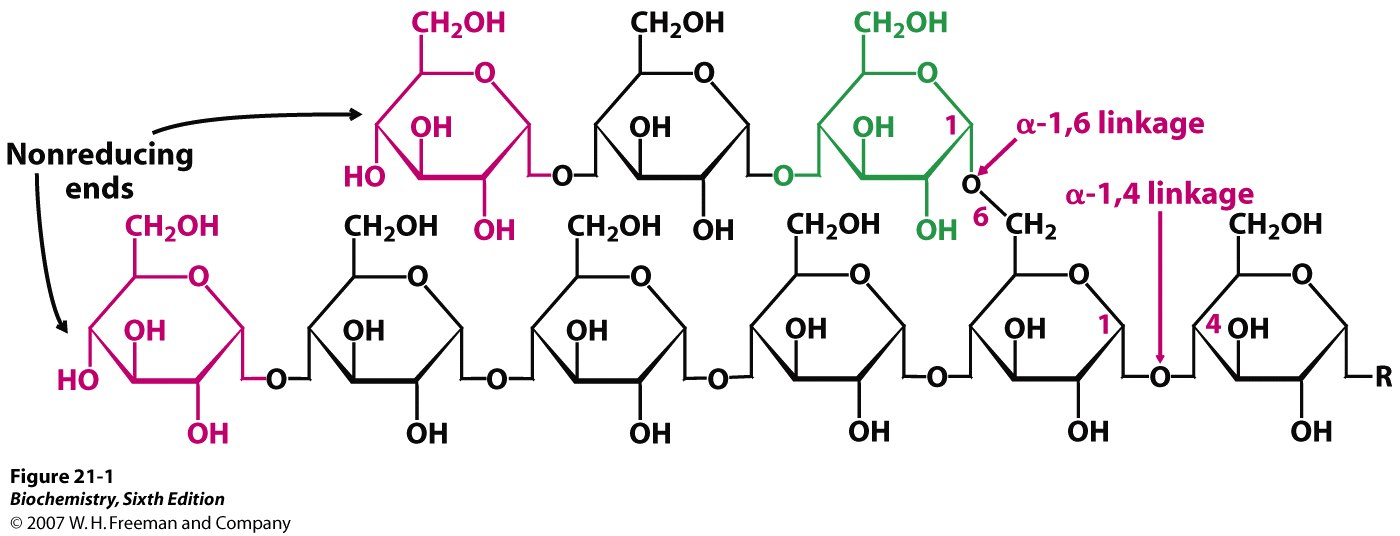 CH₂OH CH₂OH CH₂OH
O O O
OH OH OH 1 α-1,6 linkage
Nonreducing
ends
HO O O O
6 α-1,4 linkage
OH OH OH
CH₂OH CH₂OH CH₂OH CH₂OH CH₂ CH₂OH
O O O O O O
OH OH OH OH OH 1 4 OH
HO O O O O O R
OH OH OH OH OH OH
Figure 21-1
Biochemistry, Sixth Edition
© 2007 W. H. Freeman and Company